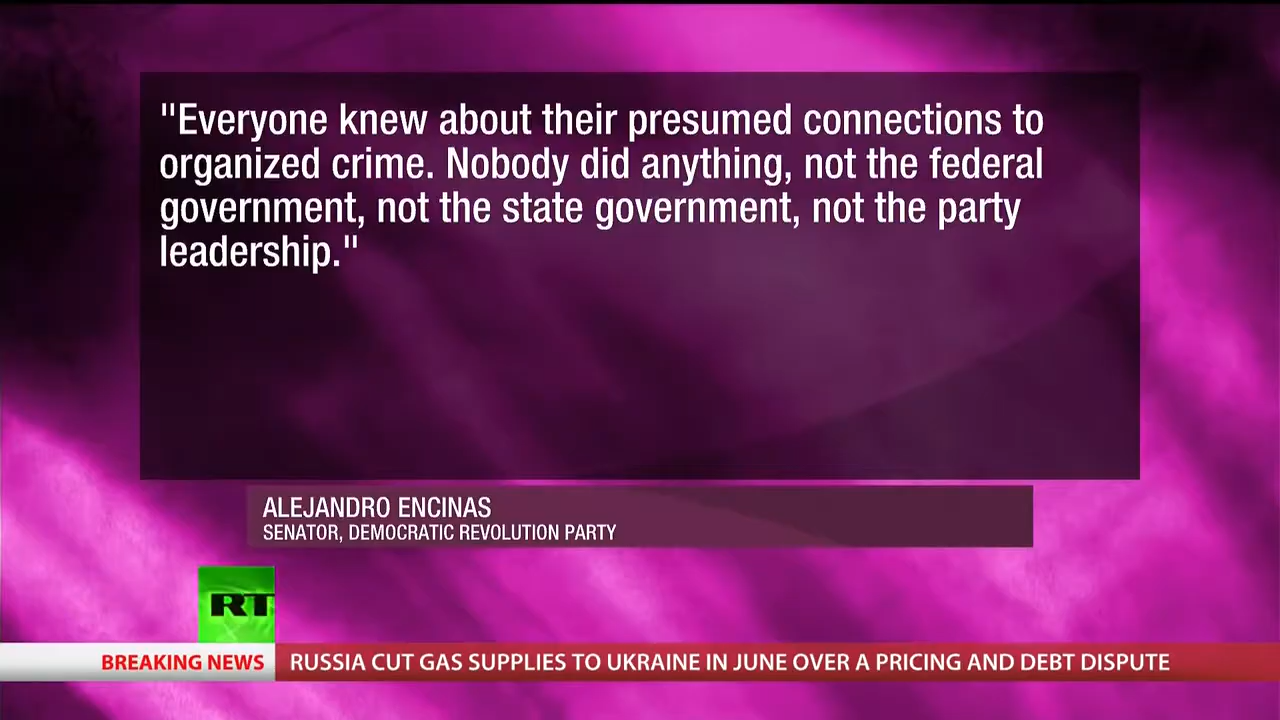 "Everyone knew about their presumed connections to
organized crime. Nobody did anything, not the federal
government, not the state government, not the party
leadership."
ALEJANDRO ENCINAS
SENATOR, DEMOCRATIC REVOLUTION PARTY
RT
BREAKING NEWS
RUSSIA CUT GAS SUPPLIES TO UKRAINE IN JUNE OVER A PRICING AND DEBT DISPUTE